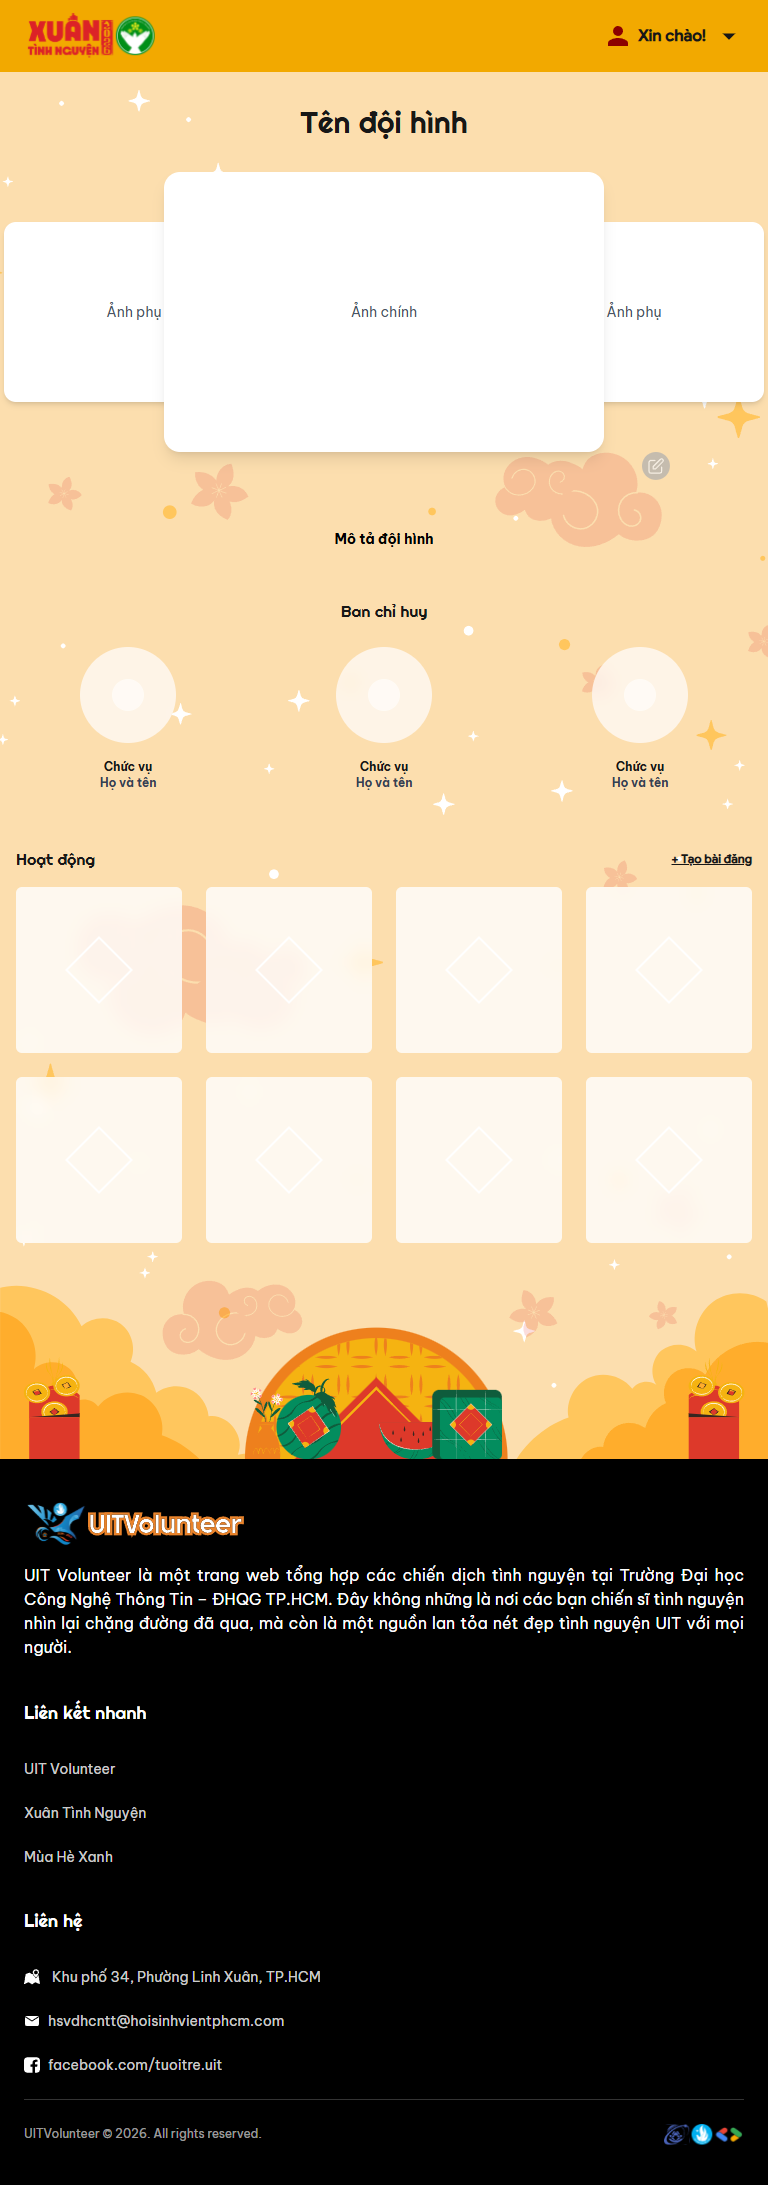 XUÂN
TÌNH NGUYỆN
Xin chào!
Tên đội hình
Ảnh phụ
Ảnh chính
Ảnh phụ
Mô tả đội hình
Ban chỉ huy
Chức vụ
Họ và tên
Chức vụ
Họ và tên
Chức vụ
Họ và tên
Hoạt động
+ Tạo bài đăng
UITVolunteer
UIT Volunteer là một trang web tổng hợp các chiến dịch tình nguyện tại Trường Đại học
Công Nghệ Thông Tin – ĐHQG TP.HCM. Đây không những là nơi các bạn chiến sĩ tình nguyện
nhìn lại chặng đường đã qua, mà còn là một nguồn lan tỏa nét đẹp tình nguyện UIT với mọi
người.
Liên kết nhanh
UIT Volunteer
Xuân Tình Nguyện
Mùa Hè Xanh
Liên hệ
Khu phố 34, Phường Linh Xuân, TP.HCM
hsvdhcntt@hoisinhvientphcm.com
facebook.com/tuoitre.uit
UITVolunteer © 2026. All rights reserved.